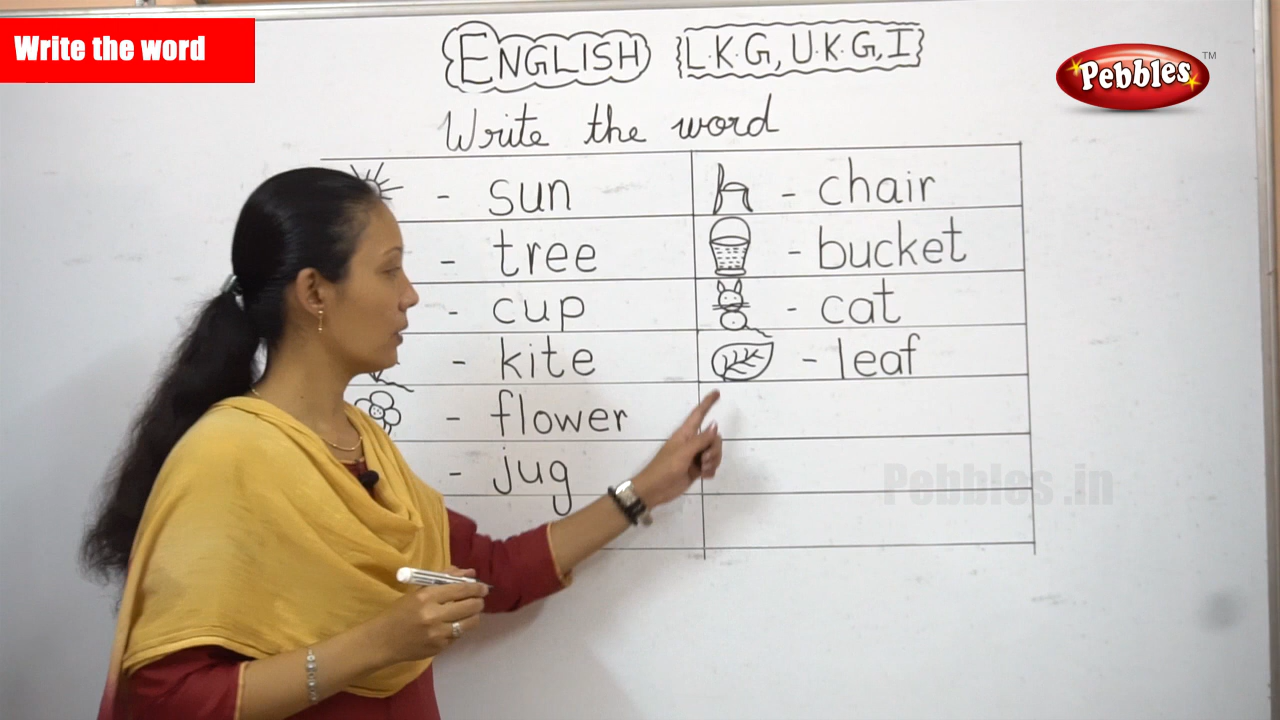 Write the word
ENGLISH L.K.G, U.K.G, I
Pebbles TM
Write the word
- sun
- chair
- tree
- bucket
- cup
- cat
- kite
- leaf
- flower
- jug
Pebbles .in